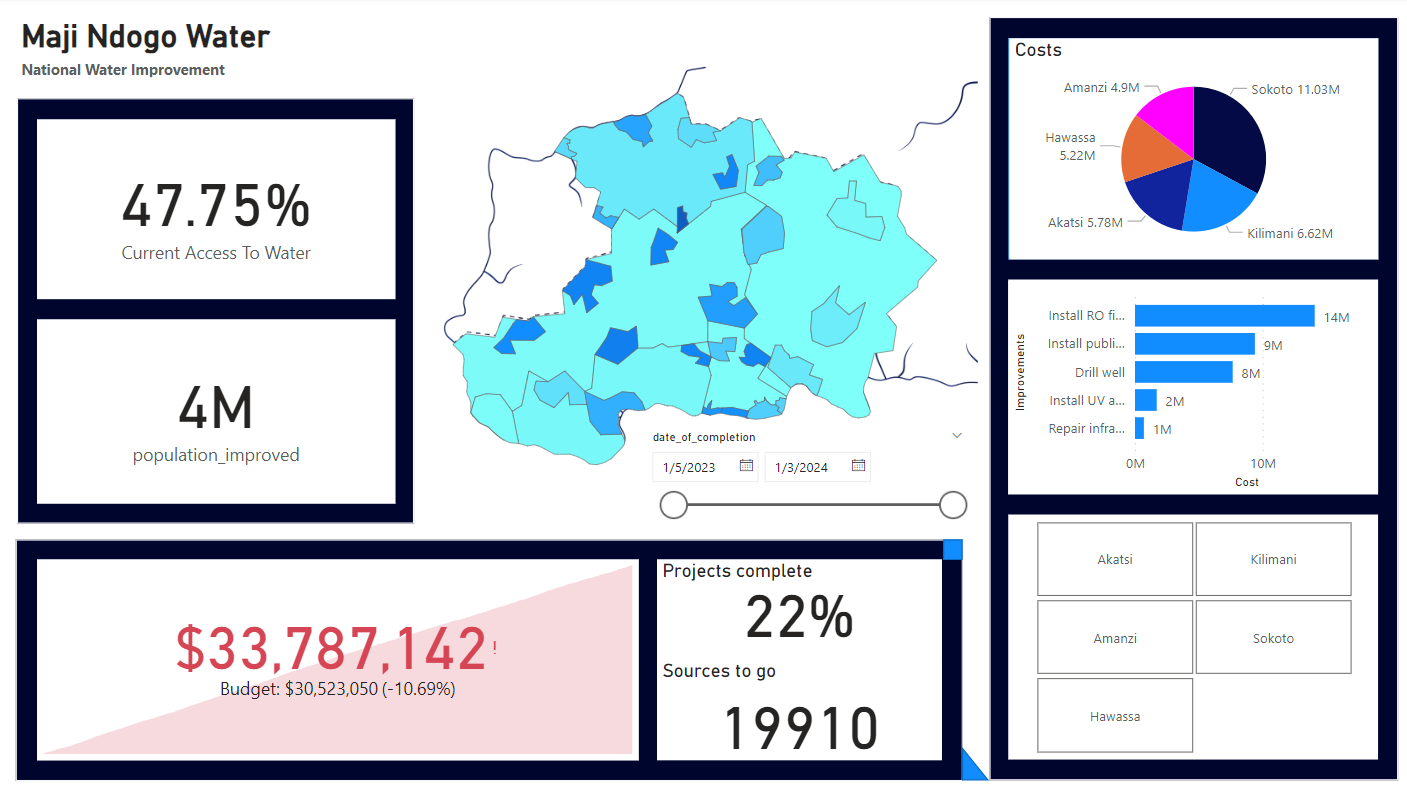 Maji Ndogo Water
National Water Improvement
47.75%
Current Access To Water
4M
population_improved
date_of_completion
1/5/2023
1/3/2024
$33,787,142!
Budget: $30,523,050 (-10.69%)
Projects complete
22%
Sources to go
19910
Costs
Amanzi 4.9M
Sokoto 11.03M
Hawassa
5.22M
Akatsi 5.78M
Kilimani 6.62M
Improvements
Install RO fi... 14M
Install publi... 9M
Drill well 8M
Install UV a... 2M
Repair infra... 1M
0M 10M
Cost
Akatsi
Kilimani
Amanzi
Sokoto
Hawassa